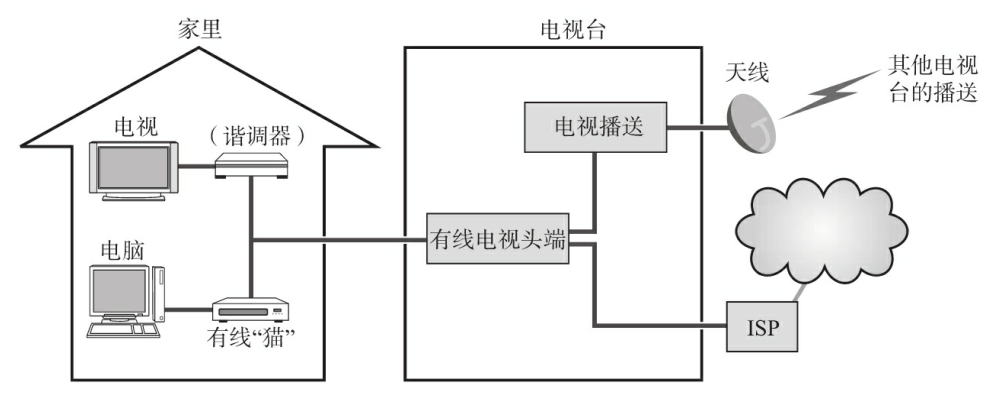 家里
电视台
电视
（谐调器）
电脑
有线“猫”
有线电视头端
电视播送
天线
其他电视
台的播送
ISP